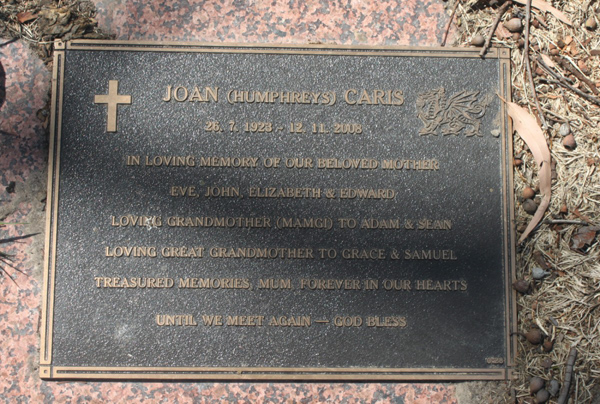 JOAN (HUMPHREYS) CARIS
26. 7. 1923 - 12. 11. 2008
IN LOVING MEMORY OF OUR BELOVED MOTHER
EVE, JOHN, ELIZABETH & EDWARD
LOVING GRANDMOTHER (MAMGI) TO ADAM & SEAN
LOVING GREAT GRANDMOTHER TO GRACE & SAMUEL
TREASURED MEMORIES, MUM, FOREVER IN OUR HEARTS
UNTIL WE MEET AGAIN — GOD BLESS